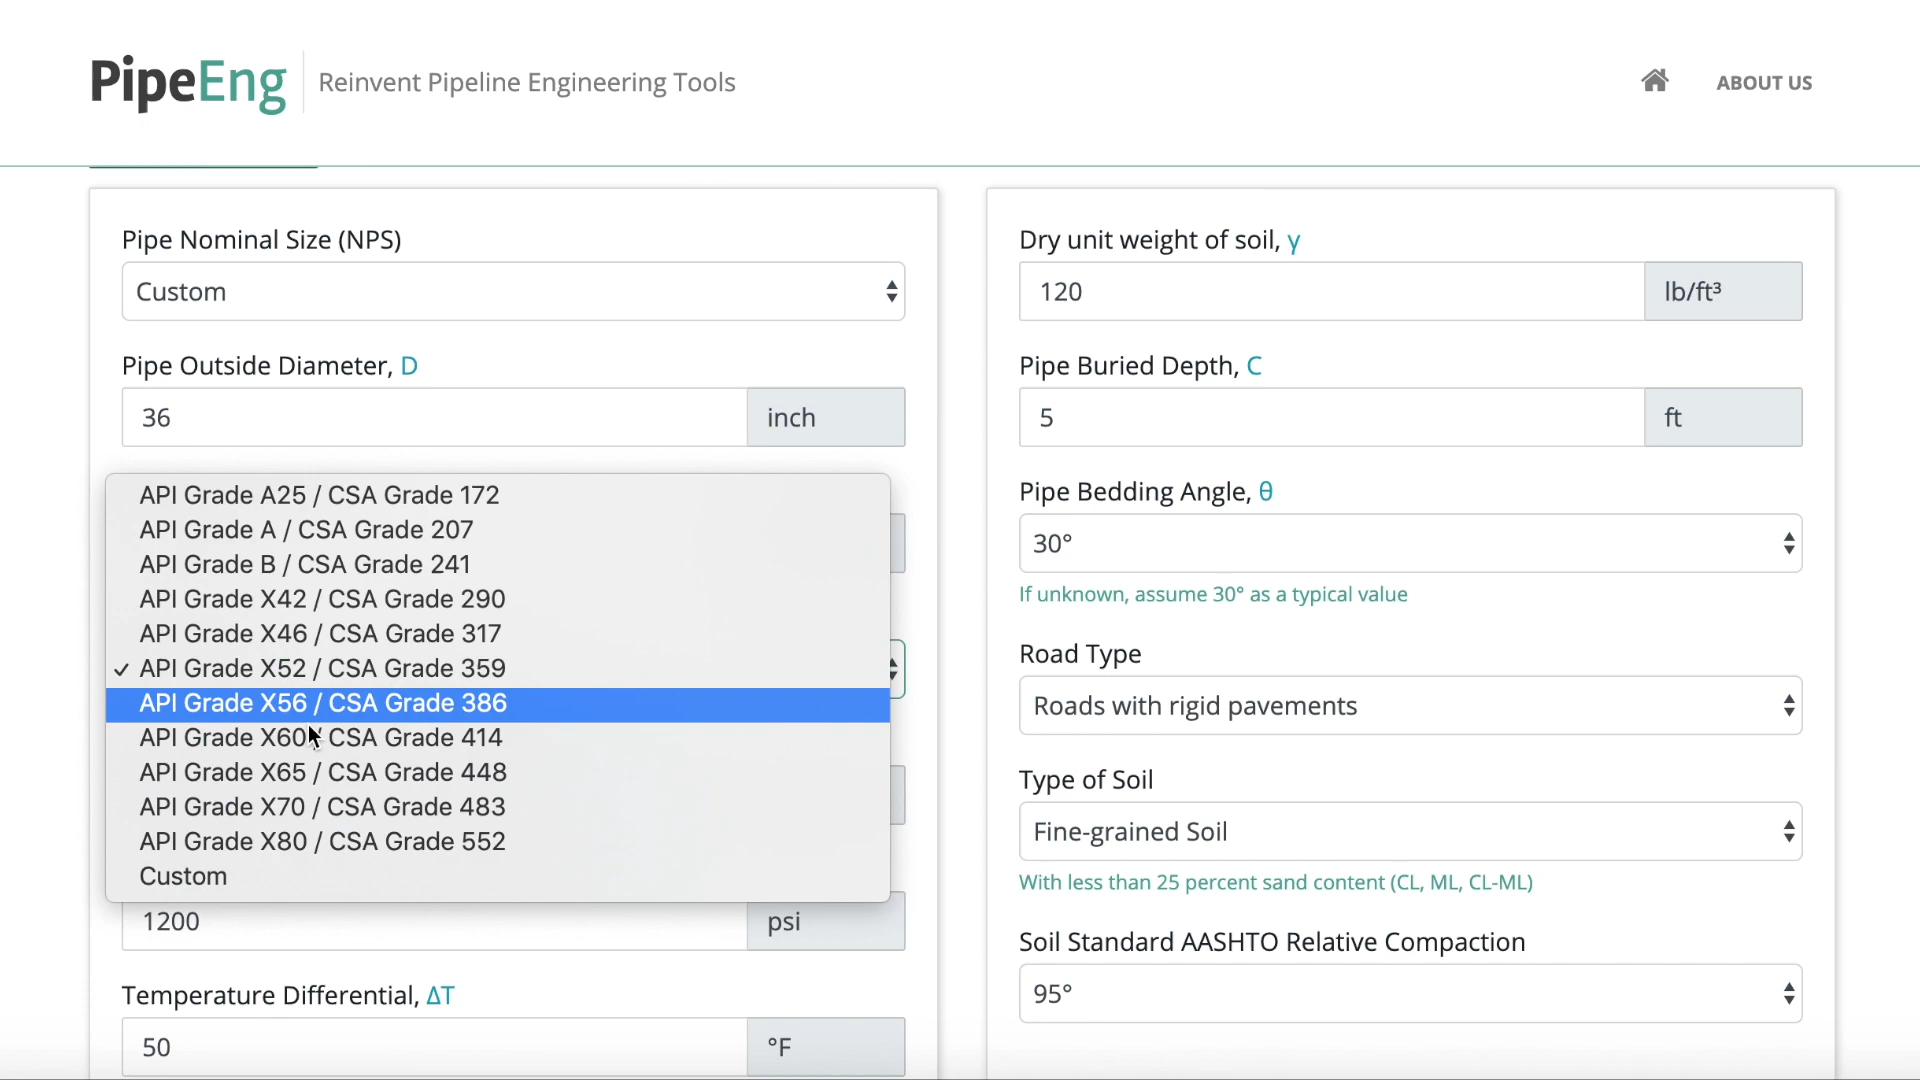 PipeEng
Reinvent Pipeline Engineering Tools
ABOUT US
Pipe Nominal Size (NPS)
Custom
Pipe Outside Diameter, D
36
inch
API Grade A25 / CSA Grade 172
API Grade A / CSA Grade 207
API Grade B / CSA Grade 241
API Grade X42 / CSA Grade 290
API Grade X46 / CSA Grade 317
✓ API Grade X52 / CSA Grade 359
API Grade X56 / CSA Grade 386
API Grade X60 / CSA Grade 414
API Grade X65 / CSA Grade 448
API Grade X70 / CSA Grade 483
API Grade X80 / CSA Grade 552
Custom
1200
psi
Temperature Differential, ΔT
50
°F
Dry unit weight of soil, γ
120
lb/ft³
Pipe Buried Depth, C
5
ft
Pipe Bedding Angle, θ
30°
If unknown, assume 30° as a typical value
Road Type
Roads with rigid pavements
Type of Soil
Fine-grained Soil
With less than 25 percent sand content (CL, ML, CL-ML)
Soil Standard AASHTO Relative Compaction
95°